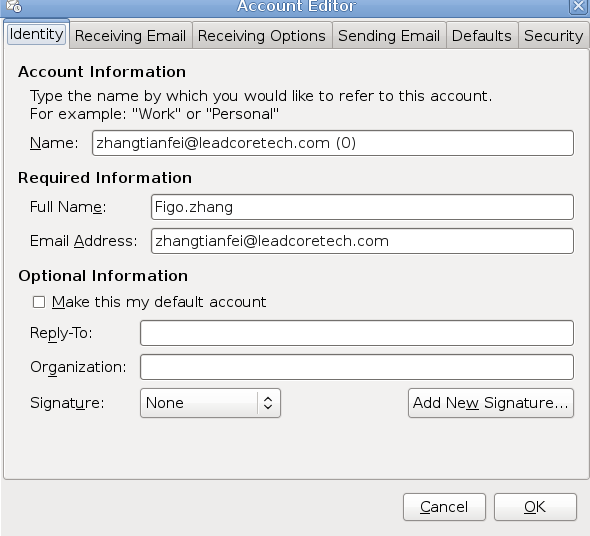 Account Editor
Identity Receiving Email Receiving Options Sending Email Defaults Security
Account Information
Type the name by which you would like to refer to this account.
For example: "Work" or "Personal"
Name: zhangtianfei@leadcoretech.com (0)
Required Information
Full Name: Figo.zhang
Email Address: zhangtianfei@leadcoretech.com
Optional Information
Make this my default account
Reply-To:
Organization:
Signature: None Add New Signature...
Cancel OK